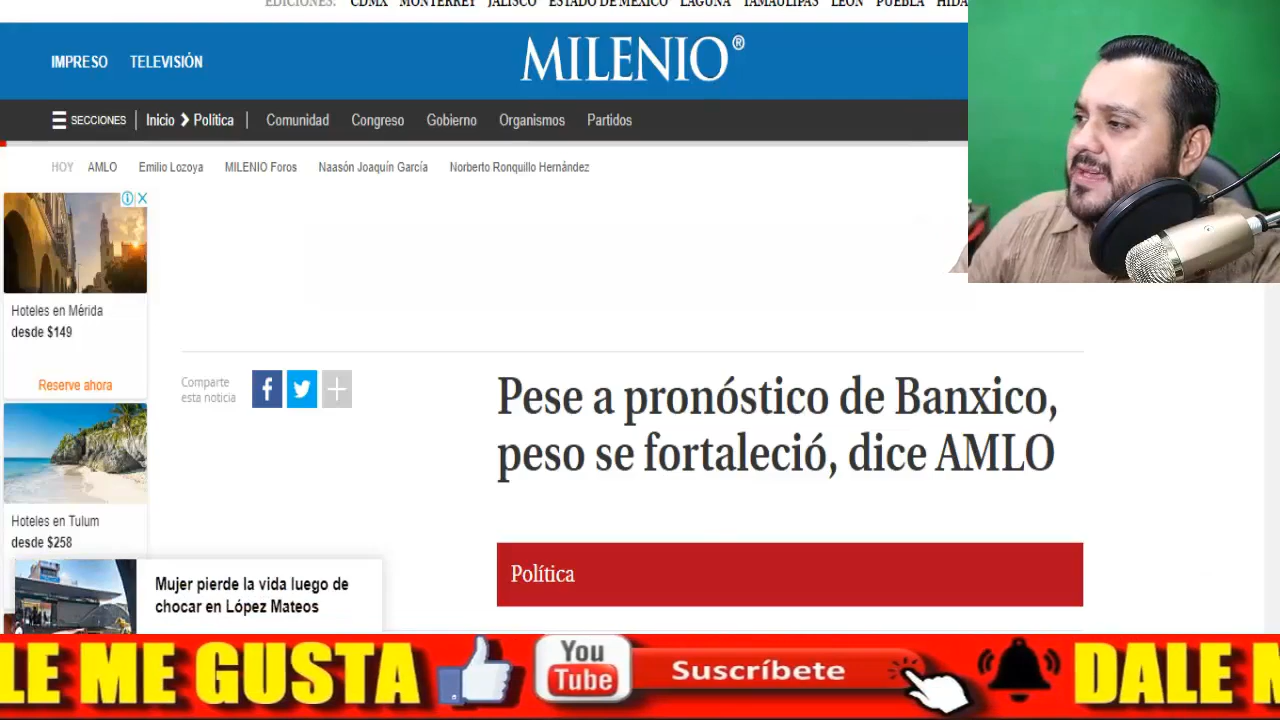 EDICIONES: CDMX MONTERREY JALISCO ESTADO DE MÉXICO LAGUNA TAMAULIPAS LEÓN PUEBLA HIDA
IMPRESO TELEVISIÓN
MILENIO®
SECCIONES Inicio Política Comunidad Congreso Gobierno Organismos Partidos
HOY AMLO Emilio Lozoya MILENIO Foros Naasón Joaquín García Norberto Ronquillo Hernández
Hoteles en Mérida
desde $149
Reserve ahora
Comparte
esta noticia
Pese a pronóstico de Banxico,
peso se fortaleció, dice AMLO
Hoteles en Tulum
desde $258
Política
Mujer pierde la vida luego de
chocar en López Mateos
LE ME GUSTA
You
Tube
Suscríbete
DALE M